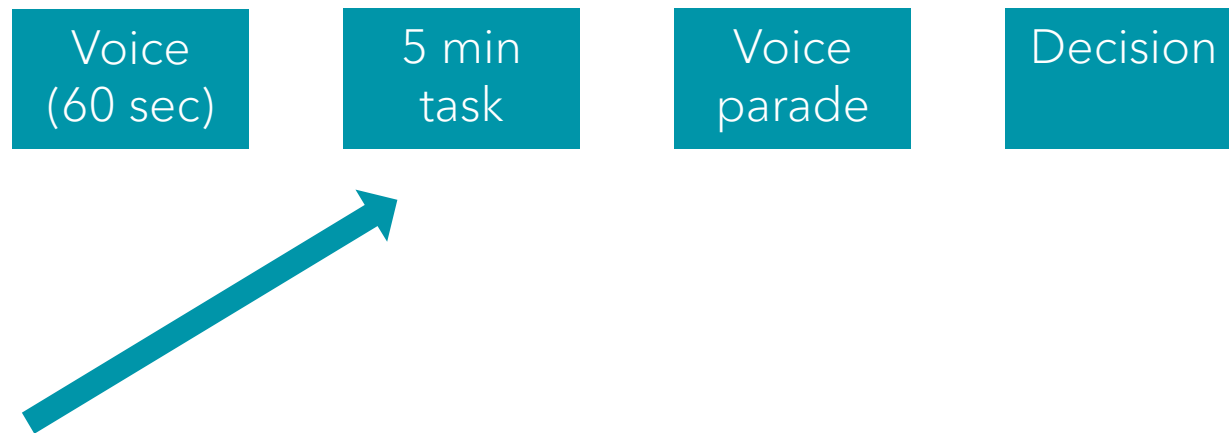 Voice
(60 sec)
5 min
task
Voice
parade
Decision